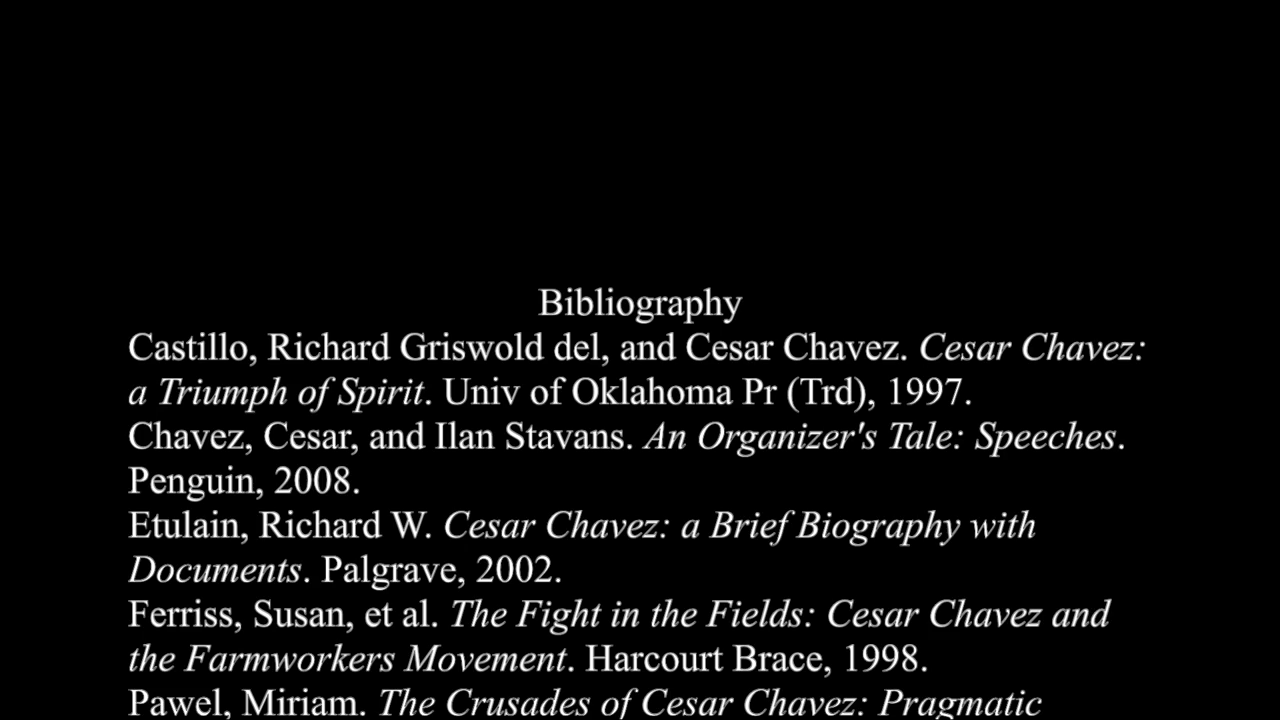 Bibliography
Castillo, Richard Griswold del, and Cesar Chavez. Cesar Chavez:
a Triumph of Spirit. Univ of Oklahoma Pr (Trd), 1997.
Chavez, Cesar, and Ilan Stavans. An Organizer's Tale: Speeches.
Penguin, 2008.
Etulain, Richard W. Cesar Chavez: a Brief Biography with
Documents. Palgrave, 2002.
Ferriss, Susan, et al. The Fight in the Fields: Cesar Chavez and
the Farmworkers Movement. Harcourt Brace, 1998.
Pawel, Miriam. The Crusades of Cesar Chavez: Pragmatic